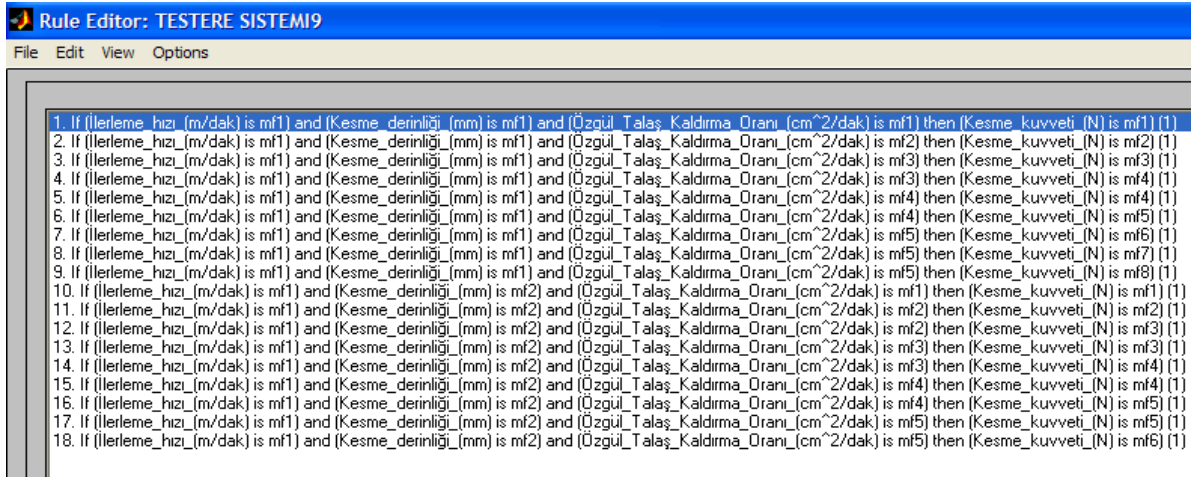 Rule Editor: TESTERE SISTEMI9
File Edit View Options
1. If (İlerleme_hızı_(m/dak) is mf1) and (Kesme_derinliği_(mm) is mf1) and (Özgül_Talaş_Kaldırma_Oranı_(cm^2/dak) is mf1) then (Kesme_kuvveti_(N) is mf1) (1)
2. If (İlerleme_hızı_(m/dak) is mf1) and (Kesme_derinliği_(mm) is mf1) and (Özgül_Talaş_Kaldırma_Oranı_(cm^2/dak) is mf2) then (Kesme_kuvveti_(N) is mf2) (1)
3. If (İlerleme_hızı_(m/dak) is mf1) and (Kesme_derinliği_(mm) is mf1) and (Özgül_Talaş_Kaldırma_Oranı_(cm^2/dak) is mf3) then (Kesme_kuvveti_(N) is mf3) (1)
4. If (İlerleme_hızı_(m/dak) is mf1) and (Kesme_derinliği_(mm) is mf1) and (Özgül_Talaş_Kaldırma_Oranı_(cm^2/dak) is mf3) then (Kesme_kuvveti_(N) is mf4) (1)
5. If (İlerleme_hızı_(m/dak) is mf1) and (Kesme_derinliği_(mm) is mf1) and (Özgül_Talaş_Kaldırma_Oranı_(cm^2/dak) is mf4) then (Kesme_kuvveti_(N) is mf4) (1)
6. If (İlerleme_hızı_(m/dak) is mf1) and (Kesme_derinliği_(mm) is mf1) and (Özgül_Talaş_Kaldırma_Oranı_(cm^2/dak) is mf4) then (Kesme_kuvveti_(N) is mf5) (1)
7. If (İlerleme_hızı_(m/dak) is mf1) and (Kesme_derinliği_(mm) is mf1) and (Özgül_Talaş_Kaldırma_Oranı_(cm^2/dak) is mf5) then (Kesme_kuvveti_(N) is mf6) (1)
8. If (İlerleme_hızı_(m/dak) is mf1) and (Kesme_derinliği_(mm) is mf1) and (Özgül_Talaş_Kaldırma_Oranı_(cm^2/dak) is mf5) then (Kesme_kuvveti_(N) is mf7) (1)
9. If (İlerleme_hızı_(m/dak) is mf1) and (Kesme_derinliği_(mm) is mf1) and (Özgül_Talaş_Kaldırma_Oranı_(cm^2/dak) is mf5) then (Kesme_kuvveti_(N) is mf8) (1)
10. If (İlerleme_hızı_(m/dak) is mf1) and (Kesme_derinliği_(mm) is mf2) and (Özgül_Talaş_Kaldırma_Oranı_(cm^2/dak) is mf1) then (Kesme_kuvveti_(N) is mf1) (1)
11. If (İlerleme_hızı_(m/dak) is mf1) and (Kesme_derinliği_(mm) is mf2) and (Özgül_Talaş_Kaldırma_Oranı_(cm^2/dak) is mf2) then (Kesme_kuvveti_(N) is mf2) (1)
12. If (İlerleme_hızı_(m/dak) is mf1) and (Kesme_derinliği_(mm) is mf2) and (Özgül_Talaş_Kaldırma_Oranı_(cm^2/dak) is mf2) then (Kesme_kuvveti_(N) is mf3) (1)
13. If (İlerleme_hızı_(m/dak) is mf1) and (Kesme_derinliği_(mm) is mf2) and (Özgül_Talaş_Kaldırma_Oranı_(cm^2/dak) is mf3) then (Kesme_kuvveti_(N) is mf3) (1)
14. If (İlerleme_hızı_(m/dak) is mf1) and (Kesme_derinliği_(mm) is mf2) and (Özgül_Talaş_Kaldırma_Oranı_(cm^2/dak) is mf3) then (Kesme_kuvveti_(N) is mf4) (1)
15. If (İlerleme_hızı_(m/dak) is mf1) and (Kesme_derinliği_(mm) is mf2) and (Özgül_Talaş_Kaldırma_Oranı_(cm^2/dak) is mf4) then (Kesme_kuvveti_(N) is mf4) (1)
16. If (İlerleme_hızı_(m/dak) is mf1) and (Kesme_derinliği_(mm) is mf2) and (Özgül_Talaş_Kaldırma_Oranı_(cm^2/dak) is mf4) then (Kesme_kuvveti_(N) is mf5) (1)
17. If (İlerleme_hızı_(m/dak) is mf1) and (Kesme_derinliği_(mm) is mf2) and (Özgül_Talaş_Kaldırma_Oranı_(cm^2/dak) is mf5) then (Kesme_kuvveti_(N) is mf5) (1)
18. If (İlerleme_hızı_(m/dak) is mf1) and (Kesme_derinliği_(mm) is mf2) and (Özgül_Talaş_Kaldırma_Oranı_(cm^2/dak) is mf5) then (Kesme_kuvveti_(N) is mf6) (1)